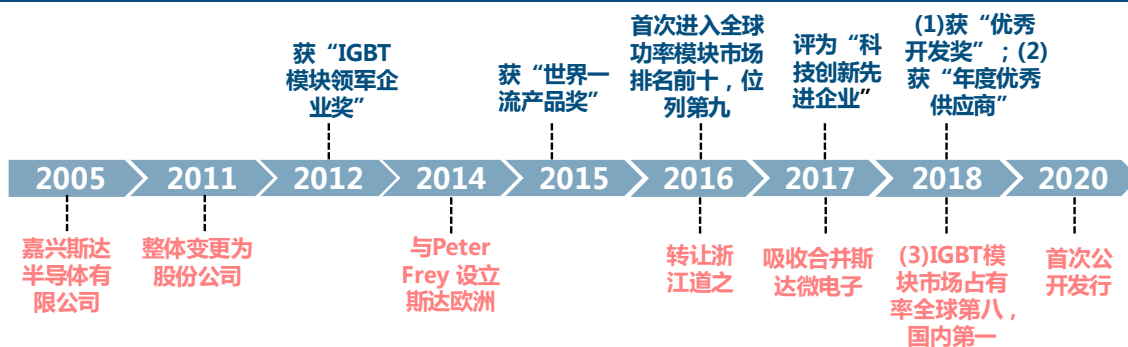 获“IGBT
模块领军企
业奖”
获“世界一
流产品奖”
首次进入全球
功率模块市场
排名前十，位
列第九
评为“科
技创新先
进企业”
(1)获“优秀
开发奖”；(2)
获“年度优秀
供应商”
2005
2011
2012
2014
2015
2016
2017
2018
2020
嘉兴斯达
半导体有
限公司
整体变更为
股份公司
与Peter
Frey 设立
斯达欧洲
转让浙
江道之
吸收合并斯
达微电子
(3)IGBT模
块市场占有
率全球第八，
国内第一
首次公
开发行